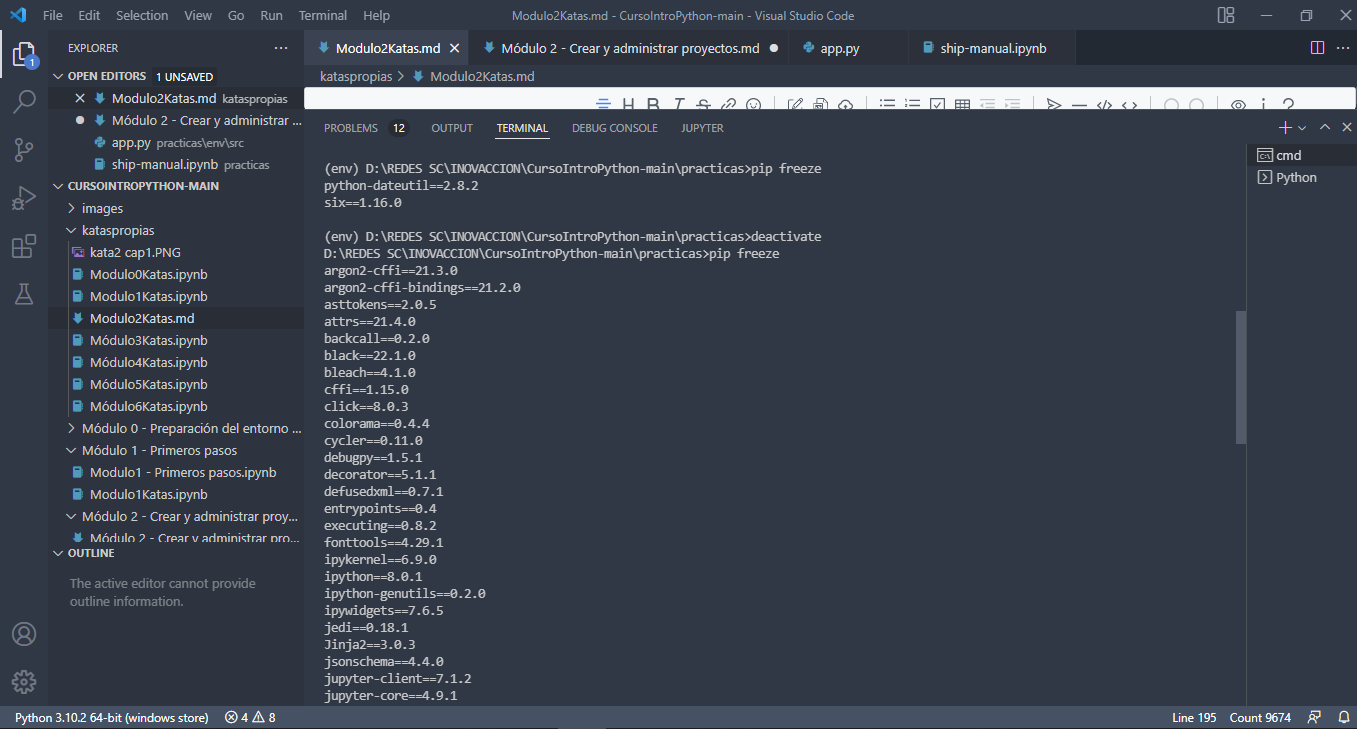 File Edit Selection View Go Run Terminal Help
Modulo2Katas.md - CursoIntroPython-main - Visual Studio Code
EXPLORER
OPEN EDITORS 1 UNSAVED
Modulo2Katas.md kataspropias
Módulo 2 - Crear y administrar ...
app.py practicas\env\src
ship-manual.ipynb practicas
CURSOINTROPYTHON-MAIN
images
kataspropias
kata2 cap1.PNG
Modulo0Katas.ipynb
Modulo1Katas.ipynb
Modulo2Katas.md
Módulo3Katas.ipynb
Módulo4Katas.ipynb
Módulo5Katas.ipynb
Módulo6Katas.ipynb
Módulo 0 - Preparación del entorno ...
Módulo 1 - Primeros pasos
Modulo1 - Primeros pasos.ipynb
Modulo1Katas.ipynb
Módulo 2 - Crear y administrar proy...
Módulo 2 - Crear y administrar pro...
OUTLINE
The active editor cannot provide
outline information.
Modulo2Katas.md Módulo 2 - Crear y administrar proyectos.md app.py ship-manual.ipynb
kataspropias > Modulo2Katas.md
PROBLEMS 12 OUTPUT TERMINAL DEBUG CONSOLE JUPYTER
cmd
Python
(env) D:\REDES SC\INOVACCION\CursoIntroPython-main\practicas>pip freeze
python-dateutil==2.8.2
six==1.16.0
(env) D:\REDES SC\INOVACCION\CursoIntroPython-main\practicas>deactivate
D:\REDES SC\INOVACCION\CursoIntroPython-main\practicas>pip freeze
argon2-cffi==21.3.0
argon2-cffi-bindings==21.2.0
asttokens==2.0.5
attrs==21.4.0
backcall==0.2.0
black==22.1.0
bleach==4.1.0
cffi==1.15.0
click==8.0.3
colorama==0.4.4
cycler==0.11.0
debugpy==1.5.1
decorator==5.1.1
defusedxml==0.7.1
entrypoints==0.4
executing==0.8.2
fonttools==4.29.1
ipykernel==6.9.0
ipython==8.0.1
ipython-genutils==0.2.0
ipywidgets==7.6.5
jedi==0.18.1
Jinja2==3.0.3
jsonschema==4.4.0
jupyter-client==7.1.2
jupyter-core==4.9.1
Python 3.10.2 64-bit (windows store) 4 8 Line 195 Count 9674